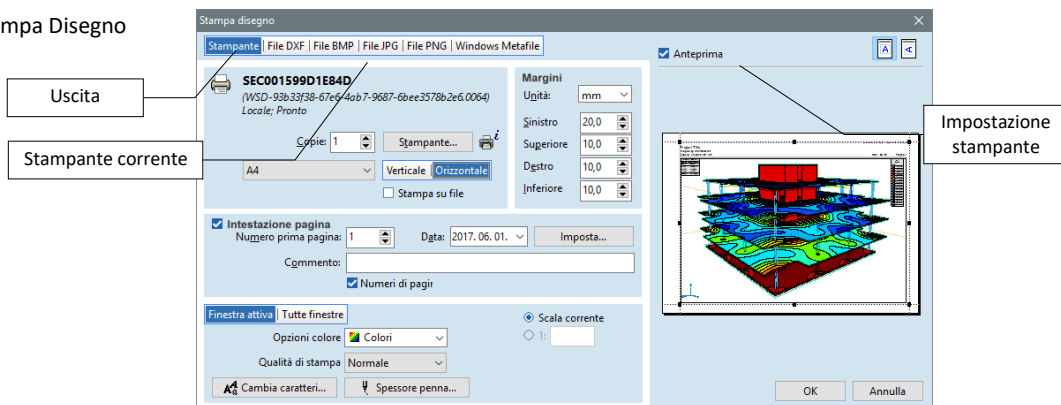 mpa Disegno
Stampa disegno
Stampante | File DXF | File BMP | File JPG | File PNG | Windows Metafile
Anteprima
Uscita
SEC001599D1E84D
(WSD-93b33f38-67e6-4ab7-9687-6bee3578b2e6.0064)
Locale; Pronto
Margini
Unità: mm
Sinistro 20,0
Superiore 10,0
Destro 10,0
Inferiore 10,0
Impostazione
stampante
Stampante corrente
Copie: 1 Stampante...
A4 Verticale Orizzontale
Stampa su file
Intestazione pagina
Numero prima pagina: 1 Data: 2017. 06. 01. Imposta...
Commento:
Numeri di pagii
Finestra attiva Tutte finestre
Opzioni colore Colori
Qualità di stampa Normale
Cambia caratteri... Spessore penna...
Scala corrente
1:
OK Annulla